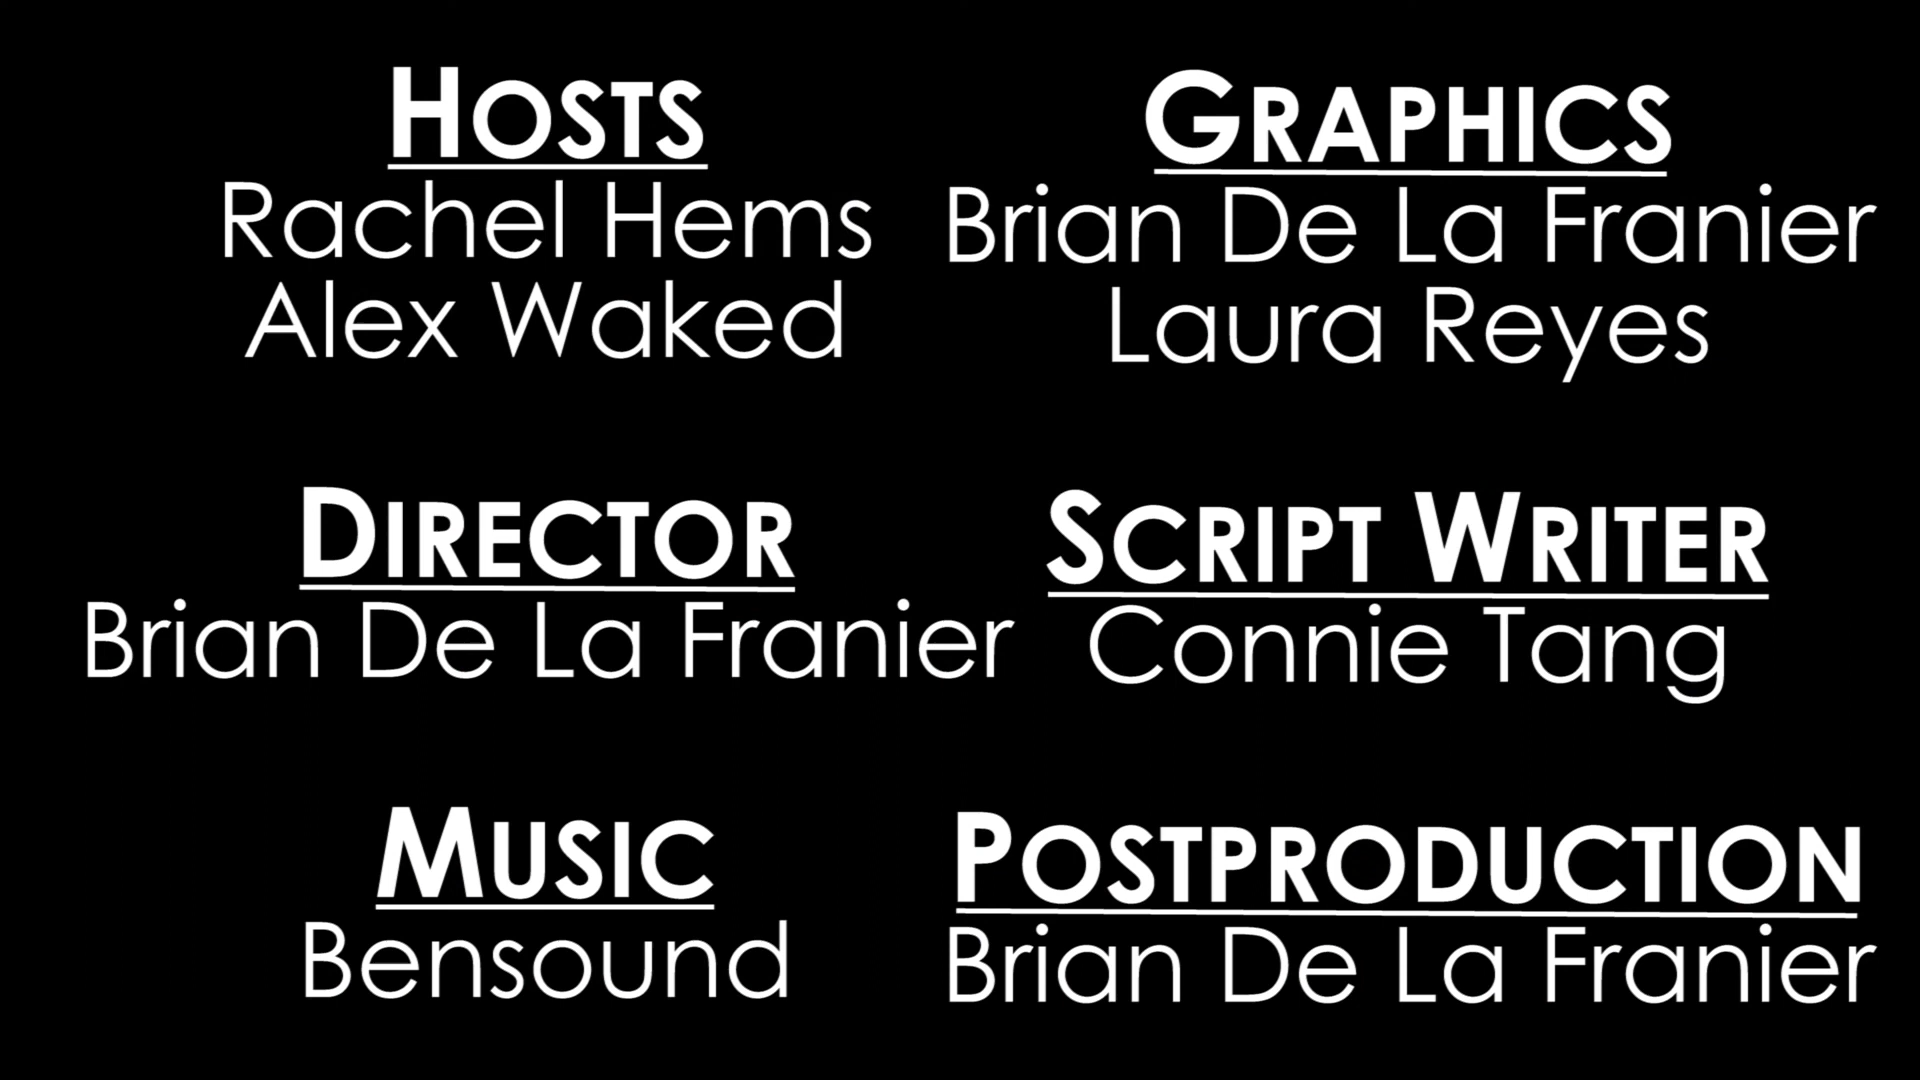 Hosts
Rachel Hems
Alex Waked
Graphics
Brian De La Franier
Laura Reyes
Director
Brian De La Franier
Script Writer
Connie Tang
Music
Bensound
Postproduction
Brian De La Franier